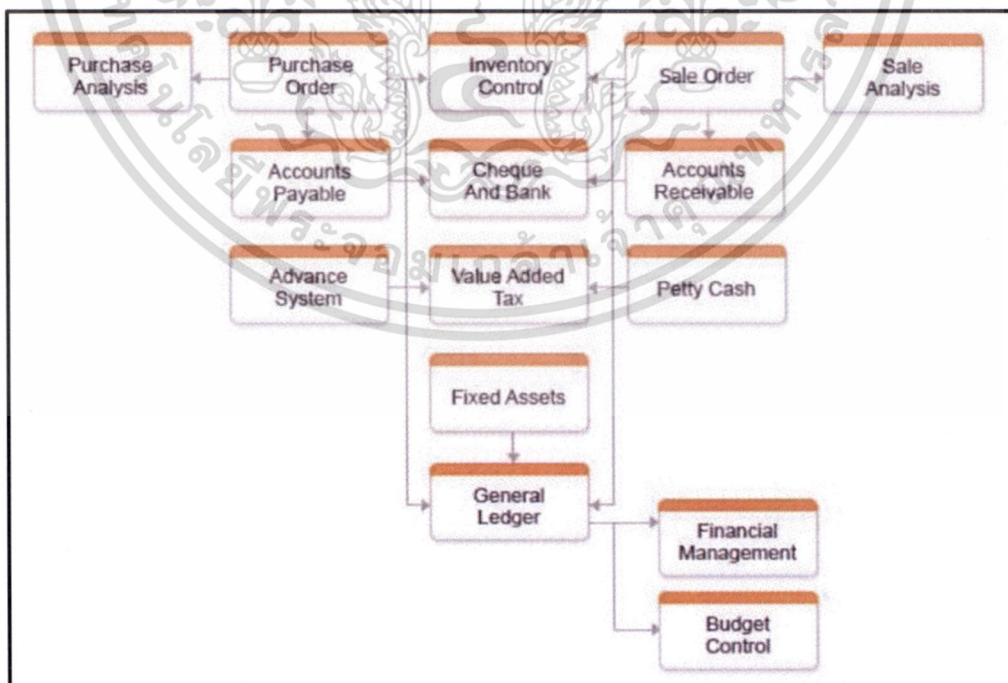 Purchase
Analysis
Purchase
Order
Inventory
Control
Sale Order
Sale
Analysis
Accounts
Payable
Cheque
And Bank
Accounts
Receivable
Advance
System
Value Added
Tax
Petty Cash
Fixed Assets
General
Ledger
Financial
Management
Budget
Control